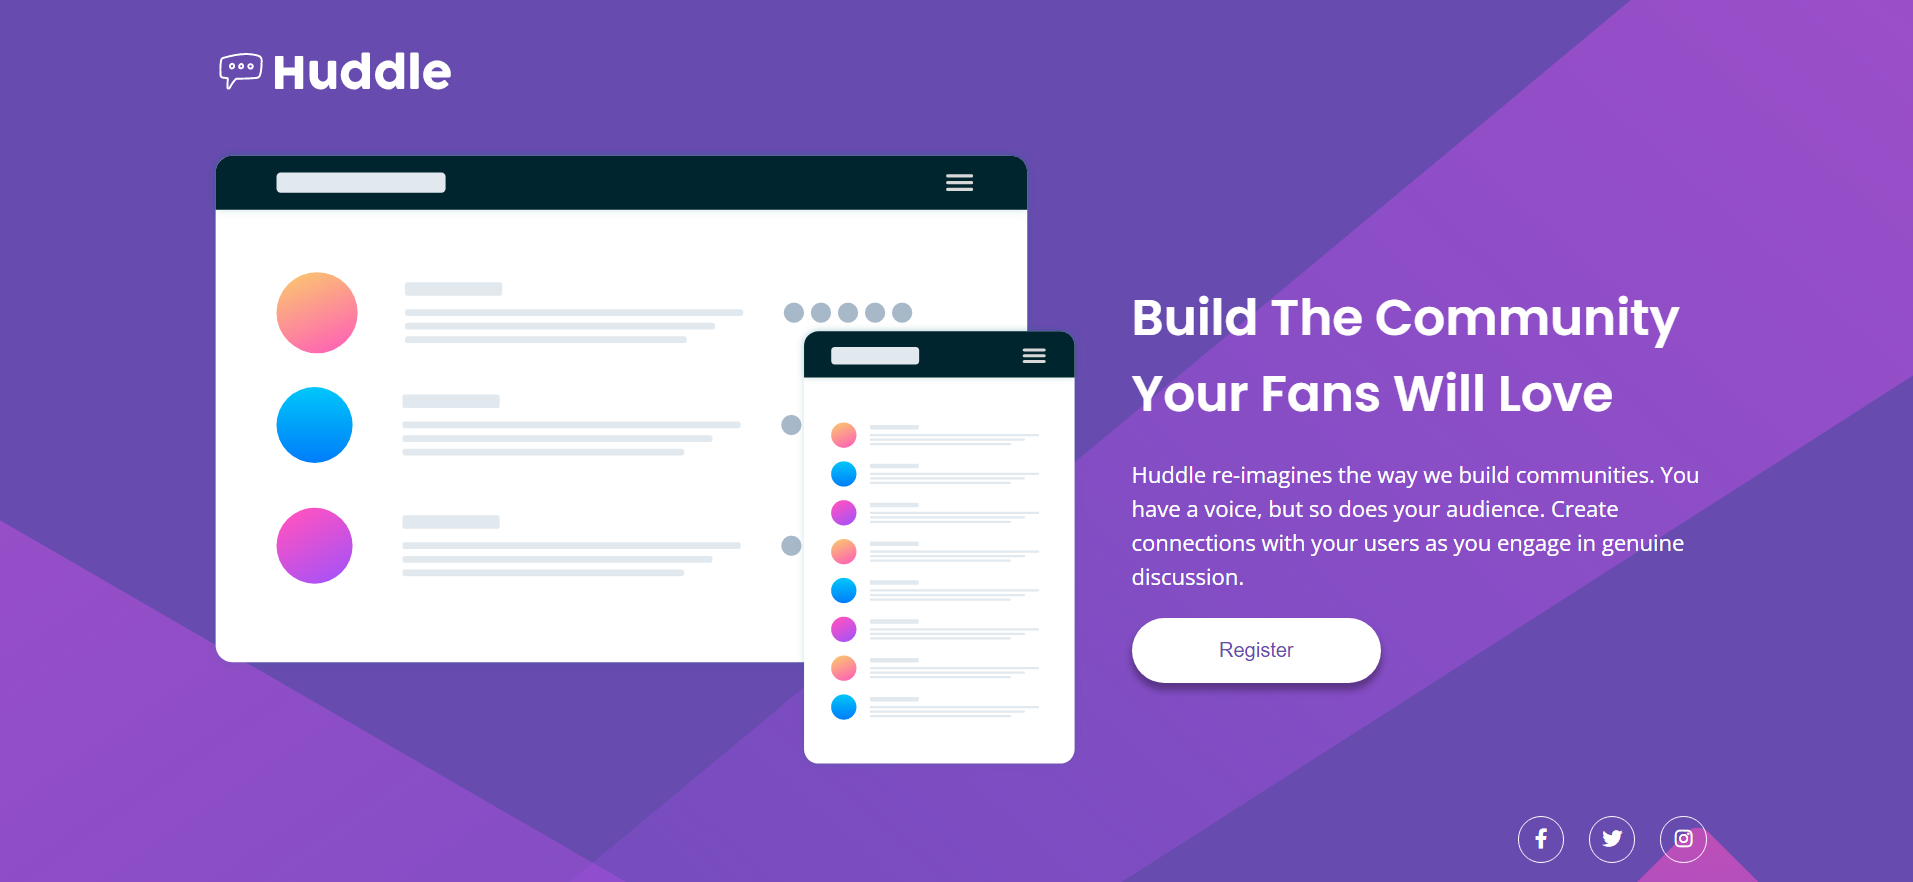 Huddle
Build The Community
Your Fans Will Love
Huddle re-imagines the way we build communities. You
have a voice, but so does your audience. Create
connections with your users as you engage in genuine
discussion.
Register